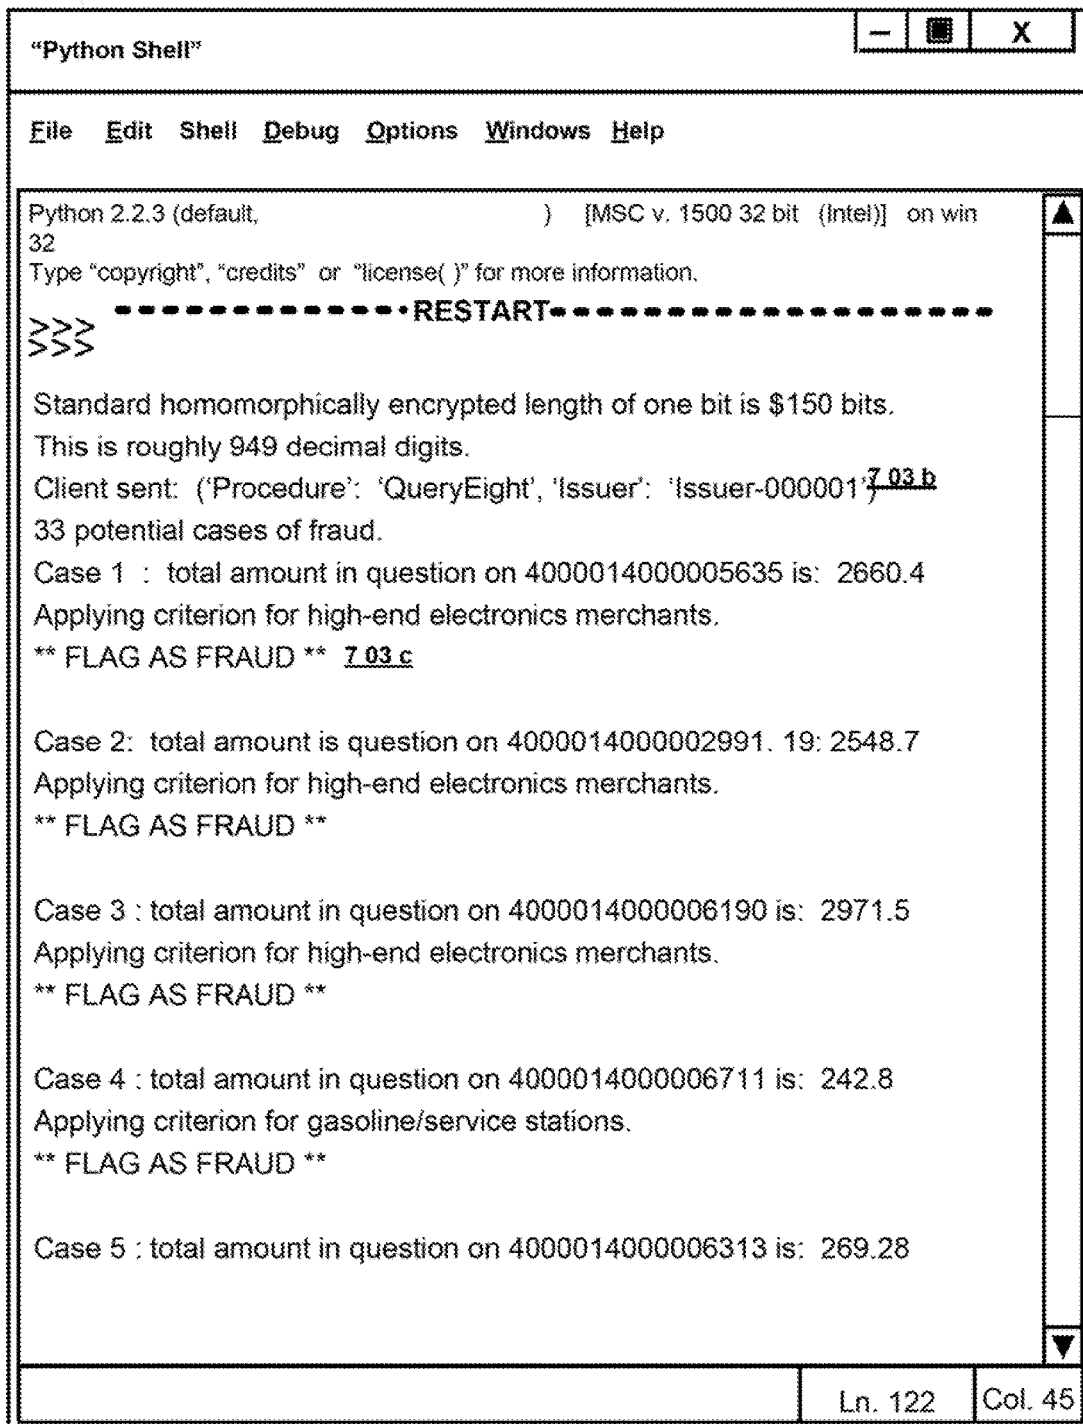 “Python Shell”
– X
File Edit Shell Debug Options Windows Help
Python 2.2.3 (default, ) [MSC v. 1500 32 bit (Intel)] on win
32
Type “copyright”, “credits” or “license( )” for more information.
>>> -------------RESTART-------------------
>>>
Standard homomorphically encrypted length of one bit is $150 bits.
This is roughly 949 decimal digits.
Client sent: (‘Procedure’: ‘QueryEight’, ‘Issuer’: ‘Issuer-000001’) 7 03 b
33 potential cases of fraud.
Case 1 : total amount in question on 4000014000005635 is: 2660.4
Applying criterion for high-end electronics merchants.
** FLAG AS FRAUD ** 7 03 c
Case 2: total amount is question on 4000014000002991. 19: 2548.7
Applying criterion for high-end electronics merchants.
** FLAG AS FRAUD **
Case 3 : total amount in question on 4000014000006190 is: 2971.5
Applying criterion for high-end electronics merchants.
** FLAG AS FRAUD **
Case 4 : total amount in question on 4000014000006711 is: 242.8
Applying criterion for gasoline/service stations.
** FLAG AS FRAUD **
Case 5 : total amount in question on 4000014000006313 is: 269.28
Ln. 122 Col. 45